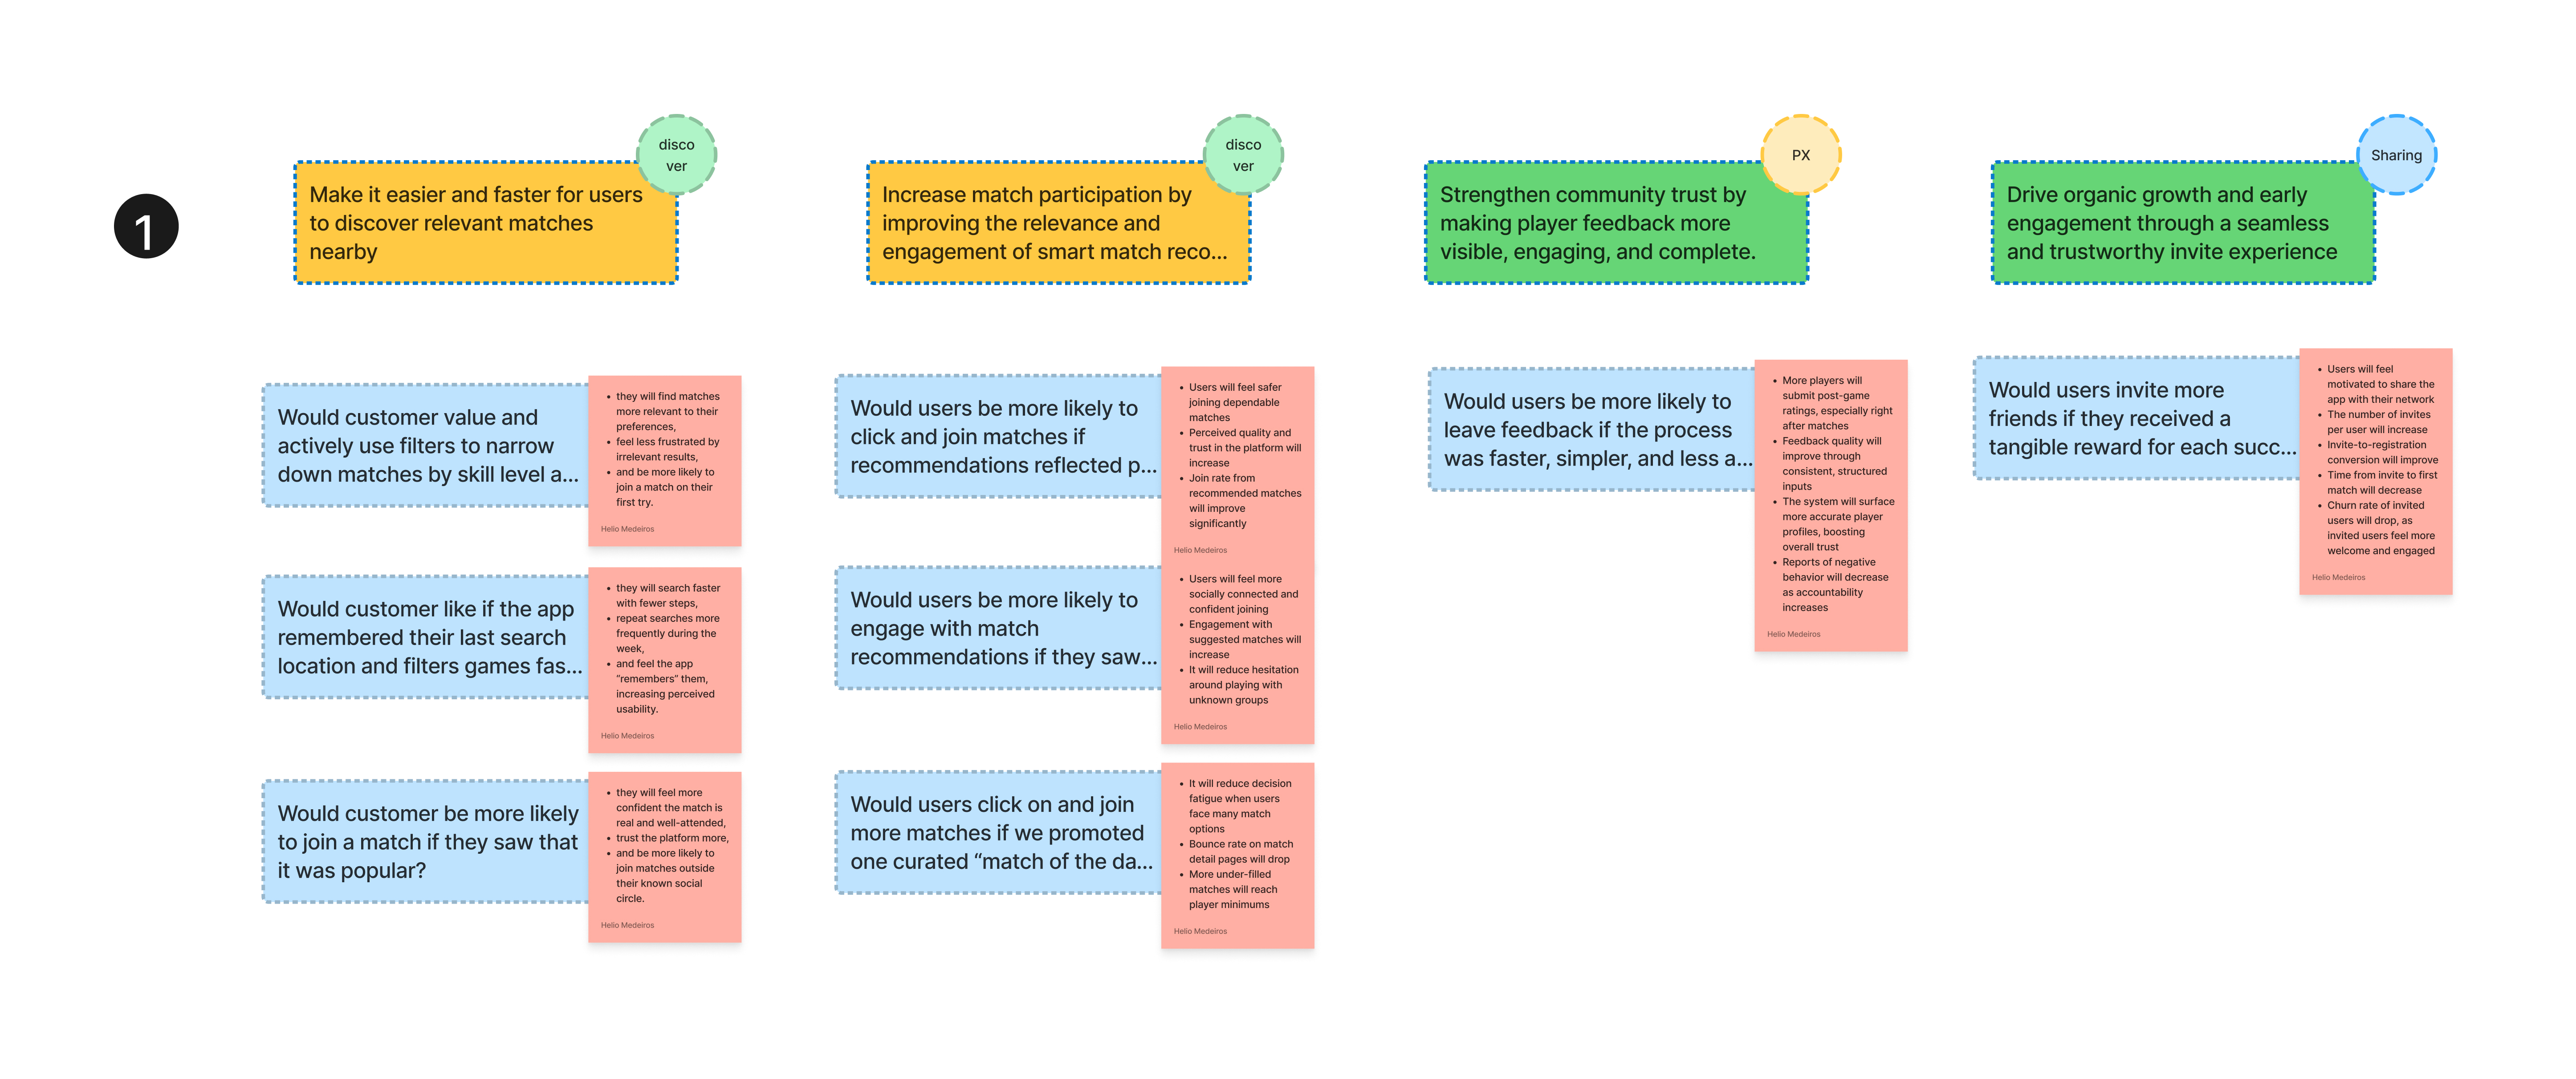 1
disco
ver
Make it easier and faster for users
to discover relevant matches
nearby
disco
ver
Increase match participation by
improving the relevance and
engagement of smart match reco...
PX
Strengthen community trust by
making player feedback more
visible, engaging, and complete.
Sharing
Drive organic growth and early
engagement through a seamless
and trustworthy invite experience
Would customer value and
actively use filters to narrow
down matches by skill level a...
• they will find matches
more relevant to their
preferences,
• feel less frustrated by
irrelevant results,
• and be more likely to
join a match on their
first try.
Helio Medeiros
Would customer like if the app
remembered their last search
location and filters games fas...
• they will search faster
with fewer steps,
• repeat searches more
frequently during the
week,
• and feel the app
“remembers” them,
increasing perceived
usability.
Helio Medeiros
Would customer be more likely
to join a match if they saw that
it was popular?
• they will feel more
confident the match is
real and well-attended,
• trust the platform more,
• and be more likely to
join matches outside
their known social
circle.
Helio Medeiros
Would users be more likely to
click and join matches if
recommendations reflected p...
• Users will feel safer
joining dependable
matches
• Perceived quality and
trust in the platform will
increase
• Join rate from
recommended matches
will improve
significantly
Helio Medeiros
Would users be more likely to
engage with match
recommendations if they saw...
• Users will feel more
socially connected and
confident joining
• Engagement with
suggested matches will
increase
• It will reduce hesitation
around playing with
unknown groups
Helio Medeiros
Would users click on and join
more matches if we promoted
one curated “match of the da...
• It will reduce decision
fatigue when users
face many match
options
• Bounce rate on match
detail pages will drop
• More under-filled
matches will reach
player minimums
Helio Medeiros
Would users be more likely to
leave feedback if the process
was faster, simpler, and less a...
• More players will
submit post-game
ratings, especially right
after matches
• Feedback quality will
improve through
consistent, structured
inputs
• The system will surface
more accurate player
profiles, boosting
overall trust
• Reports of negative
behavior will decrease
as accountability
increases
Helio Medeiros
Would users invite more
friends if they received a
tangible reward for each succ...
• Users will feel
motivated to share the
app with their network
• The number of invites
per user will increase
• Invite-to-registration
conversion will improve
• Time from invite to first
match will decrease
• Churn rate of invited
users will drop, as
invited users feel more
welcome and engaged
Helio Medeiros